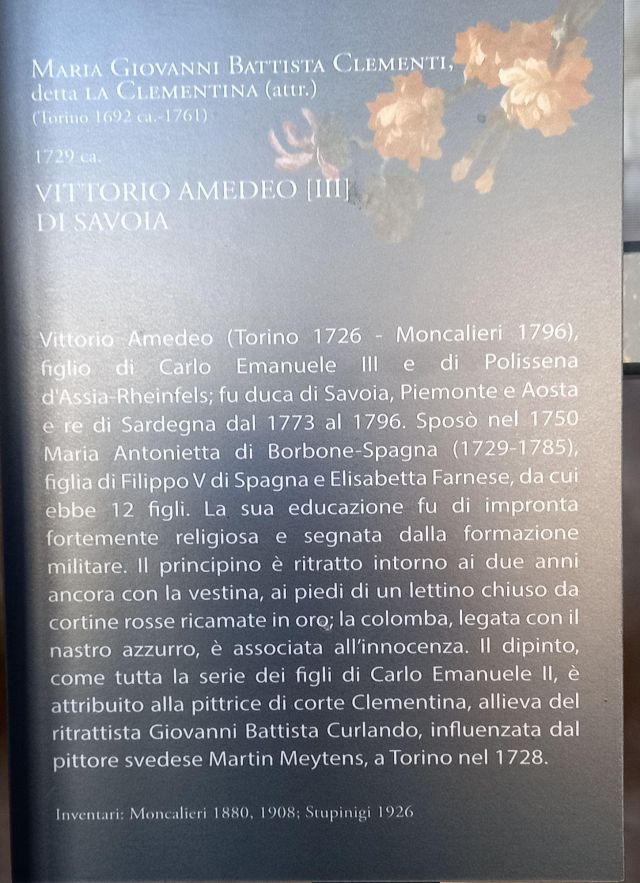 MARIA GIOVANNI BATTISTA CLEMENTI,
detta LA CLEMENTINA (attr.)
(Torino 1692 ca.-1761)
1729 ca.
VITTORIO AMEDEO [III]
DI SAVOIA
Vittorio Amedeo (Torino 1726 - Moncalieri 1796),
figlio di Carlo Emanuele III e di Polissena
d'Assia-Rheinfels; fu duca di Savoia, Piemonte e Aosta
e re di Sardegna dal 1773 al 1796. Sposò nel 1750
Maria Antonietta di Borbone-Spagna (1729-1785),
figlia di Filippo V di Spagna e Elisabetta Farnese, da cui
ebbe 12 figli. La sua educazione fu di impronta
fortemente religiosa e segnata dalla formazione
militare. Il principino è ritratto intorno ai due anni
ancora con la vestina, ai piedi di un lettino chiuso da
cortine rosse ricamate in oro; la colomba, legata con il
nastro azzurro, è associata all'innocenza. Il dipinto,
come tutta la serie dei figli di Carlo Emanuele II, è
attribuito alla pittrice di corte Clementina, allieva del
ritrattista Giovanni Battista Curlando, influenzata dal
pittore svedese Martin Meytens, a Torino nel 1728.
Inventari: Moncalieri 1880, 1908; Stupinigi 1926